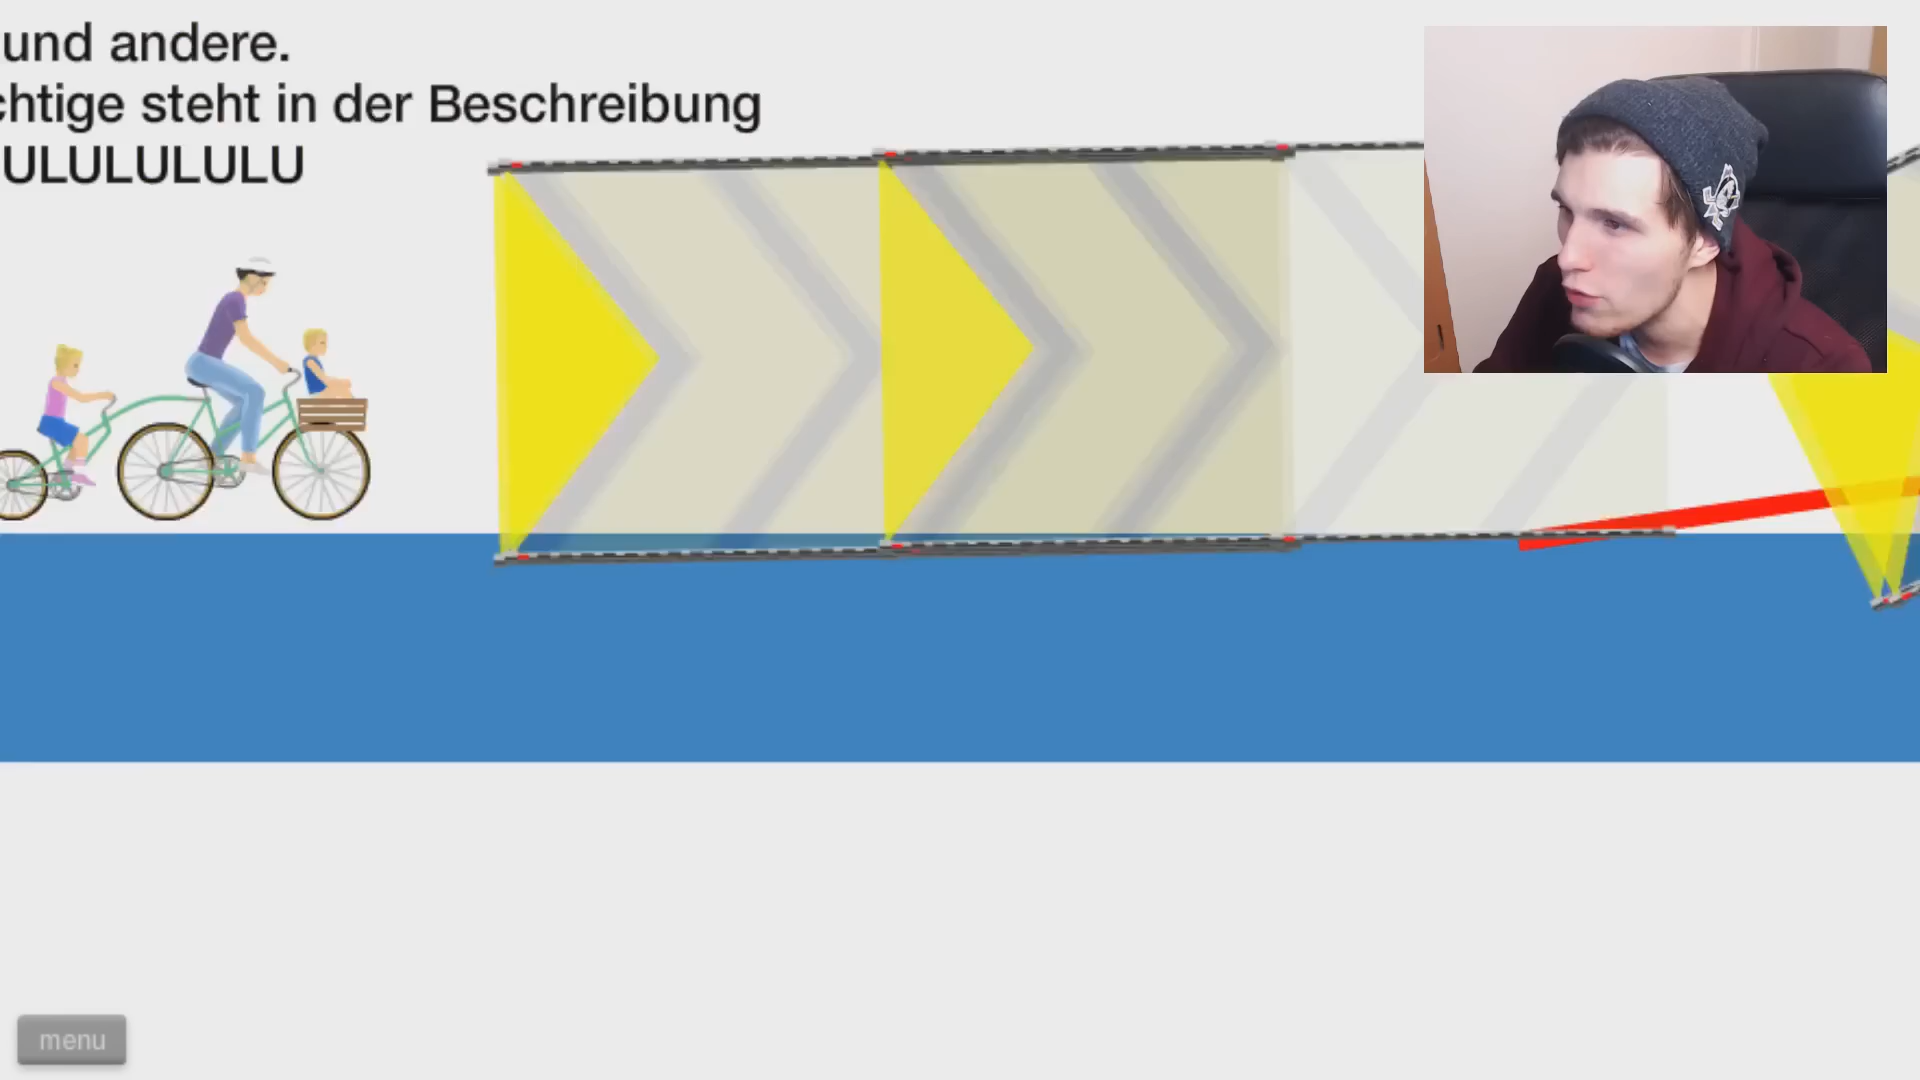 und andere.
chtige steht in der Beschreibung
ULULULULU
menu